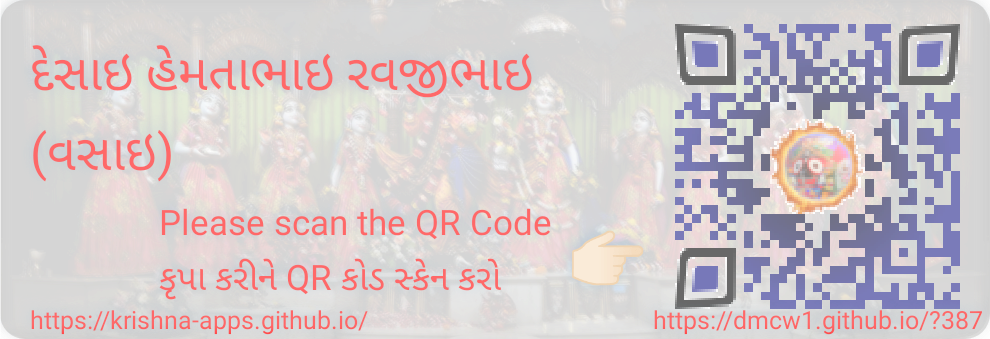 દેસાઇ હેમતાભાઇ રવજીભાઇ
(વસાઇ)
Please scan the QR Code
કૃપા કરીને QR કોડ સ્કેન કરો
https://krishna-apps.github.io/
https://dmcw1.github.io/?387